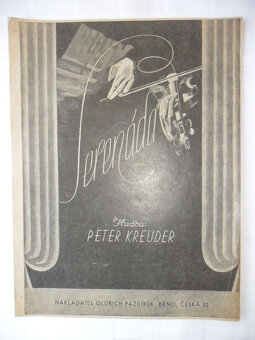 Serenáda
Hudba:
PETER KREUDER
NAKLADATEL OLDŘICH PAZDÍREK, BRNO, ČESKÁ 32